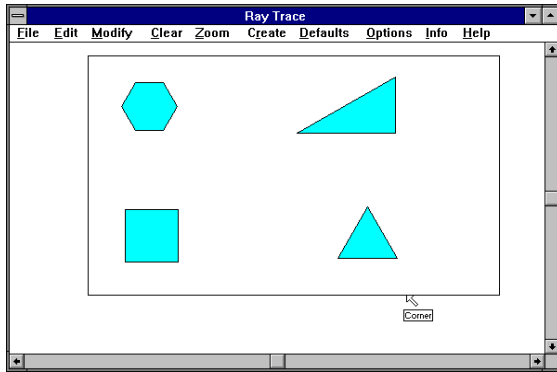 Ray Trace
File Edit Modify Clear Zoom Create Defaults Options Info Help
Corner